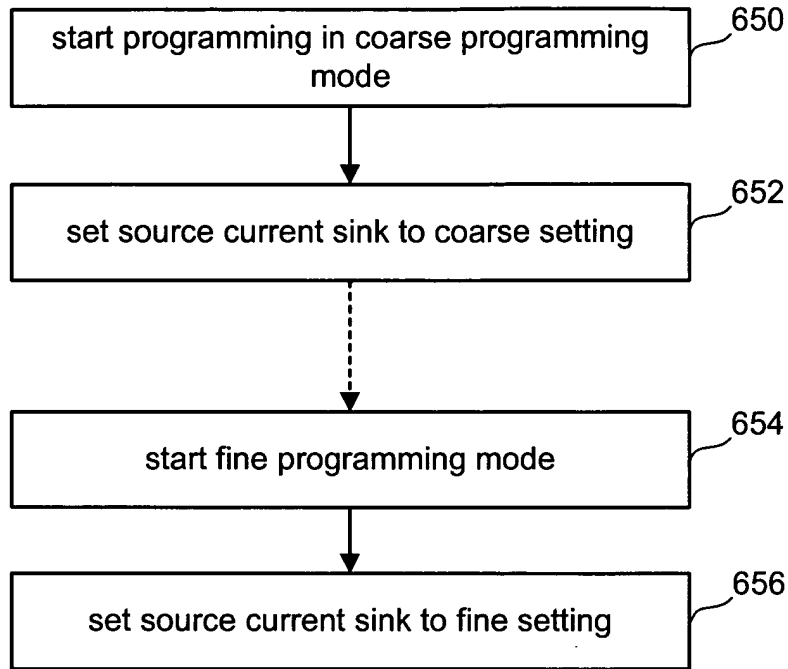 start programming in coarse programming
mode
650
set source current sink to coarse setting
652
start fine programming mode
654
set source current sink to fine setting
656